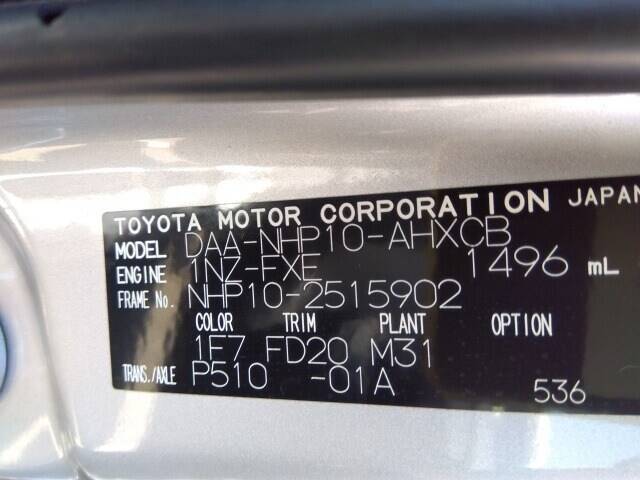 TOYOTA MOTOR CORPORATION JAPAN
MODEL DAA-NHP10-AHXCB
ENGINE 1NZ-FXE 1496 mL
FRAME No. NHP10-2515902
COLOR TRIM PLANT OPTION
1F7 FD20 M31
TRANS./AXLE P510 -01A 536